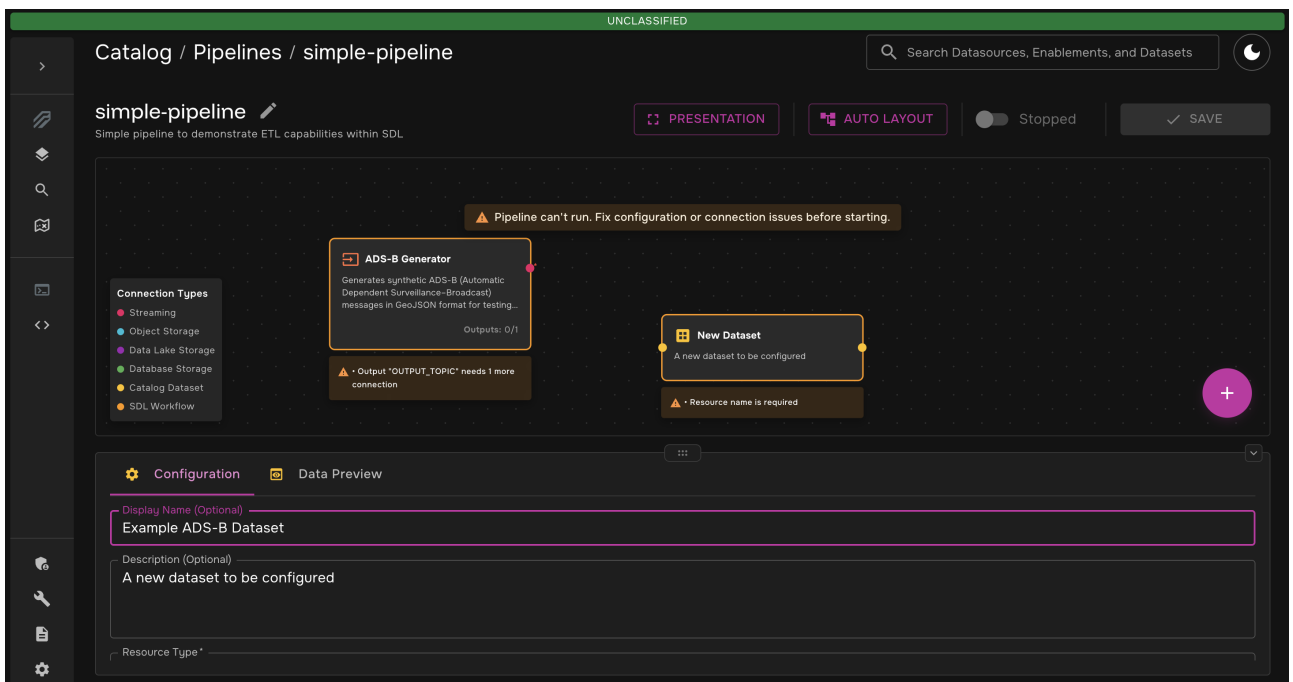 UNCLASSIFIED
Catalog / Pipelines / simple-pipeline
Search Datasources, Enablements, and Datasets
simple-pipeline
Simple pipeline to demonstrate ETL capabilities within SDL
PRESENTATION
AUTO LAYOUT
Stopped
SAVE
Pipeline can't run. Fix configuration or connection issues before starting.
ADS-B Generator
Generates synthetic ADS-B (Automatic
Dependent Surveillance–Broadcast)
messages in GeoJSON format for testing...
Outputs: 0/1
• Output "OUTPUT_TOPIC" needs 1 more
connection
Connection Types
Streaming
Object Storage
Data Lake Storage
Database Storage
Catalog Dataset
SDL Workflow
New Dataset
A new dataset to be configured
• Resource name is required
Configuration
Data Preview
Display Name (Optional)
Example ADS-B Dataset
Description (Optional)
A new dataset to be configured
Resource Type*